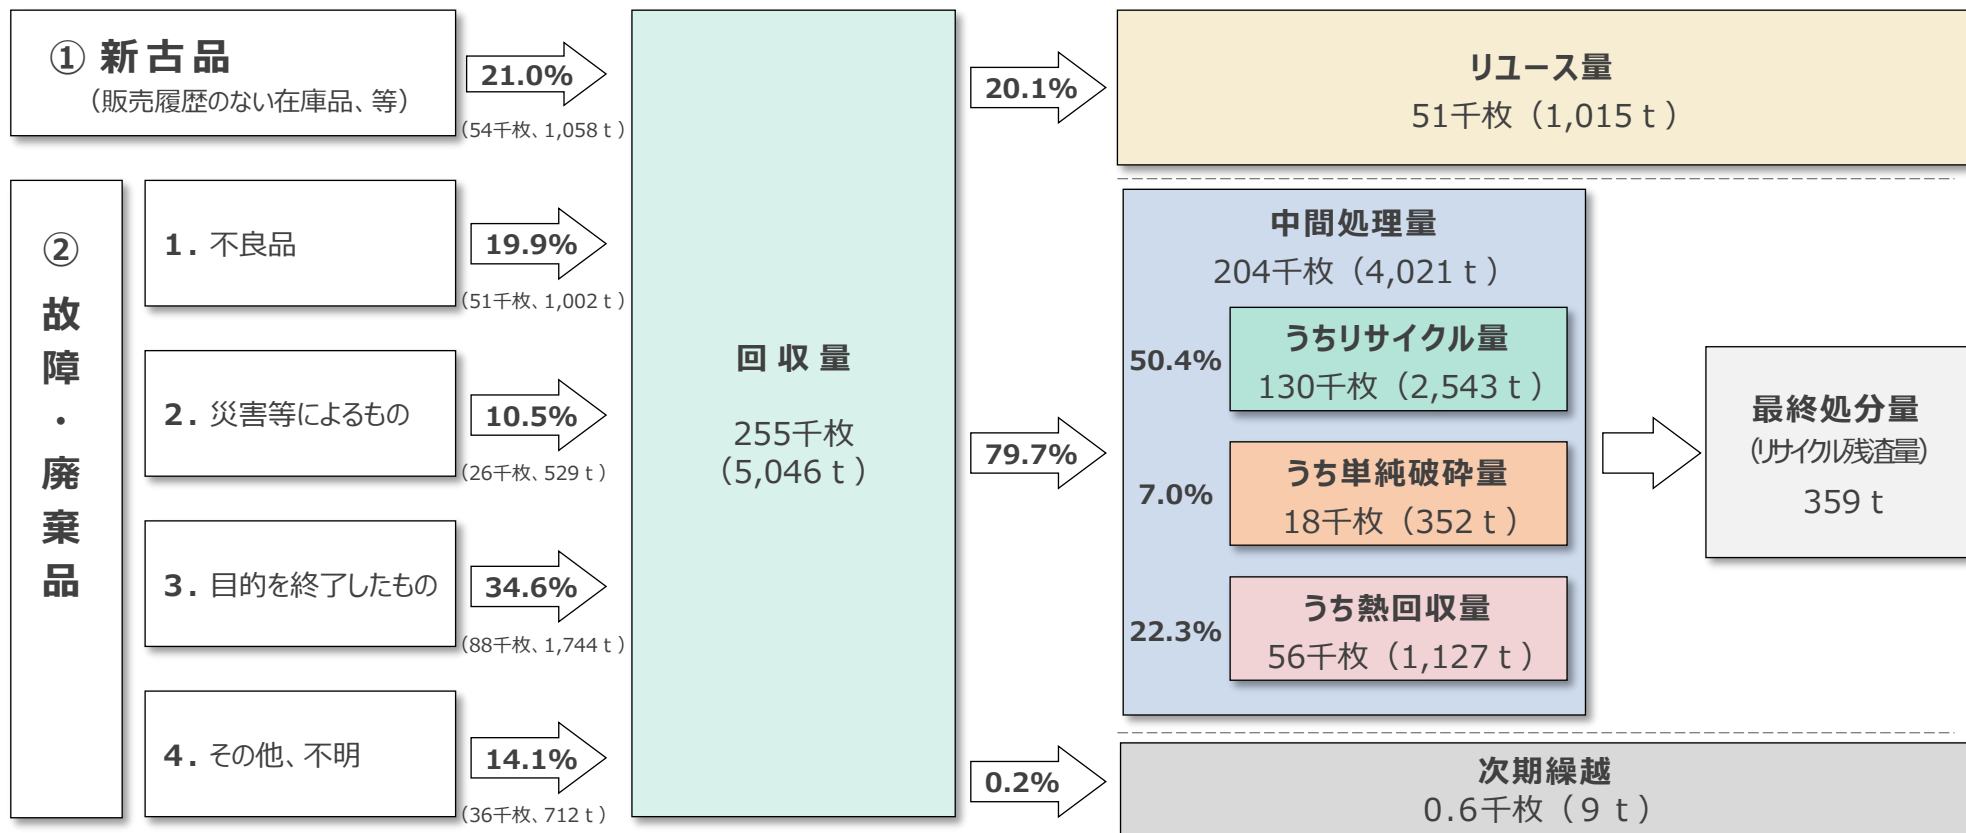 ① 新古品
（販売履歴のない在庫品、等）
21.0%
（54千枚、1,058ｔ）
②故障・廃棄品
1. 不良品
19.9%
（51千枚、1,002ｔ）
2. 災害等によるもの
10.5%
（26千枚、529ｔ）
3. 目的を終了したもの
34.6%
（88千枚、1,744ｔ）
4. その他、不明
14.1%
（36千枚、712ｔ）
回収量
255千枚
（5,046ｔ）
20.1%
リユース量
51千枚（1,015ｔ）
79.7%
中間処理量
204千枚（4,021ｔ）
50.4%
うちリサイクル量
130千枚（2,543ｔ）
7.0%
うち単純破砕量
18千枚（352ｔ）
22.3%
うち熱回収量
56千枚（1,127ｔ）
最終処分量
（リサイクル残渣量）
359ｔ
0.2%
次期繰越
0.6千枚（9 ｔ）